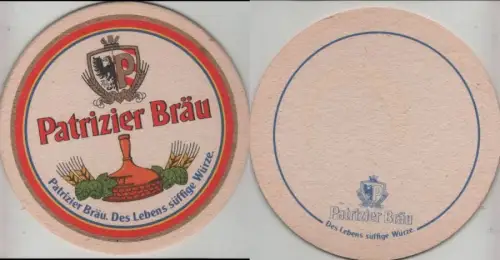 P
Patrizier Bräu
Patrizier Bräu. Des Lebens süffige Würze.
Patrizier Bräu
Des Lebens süffige Würze.